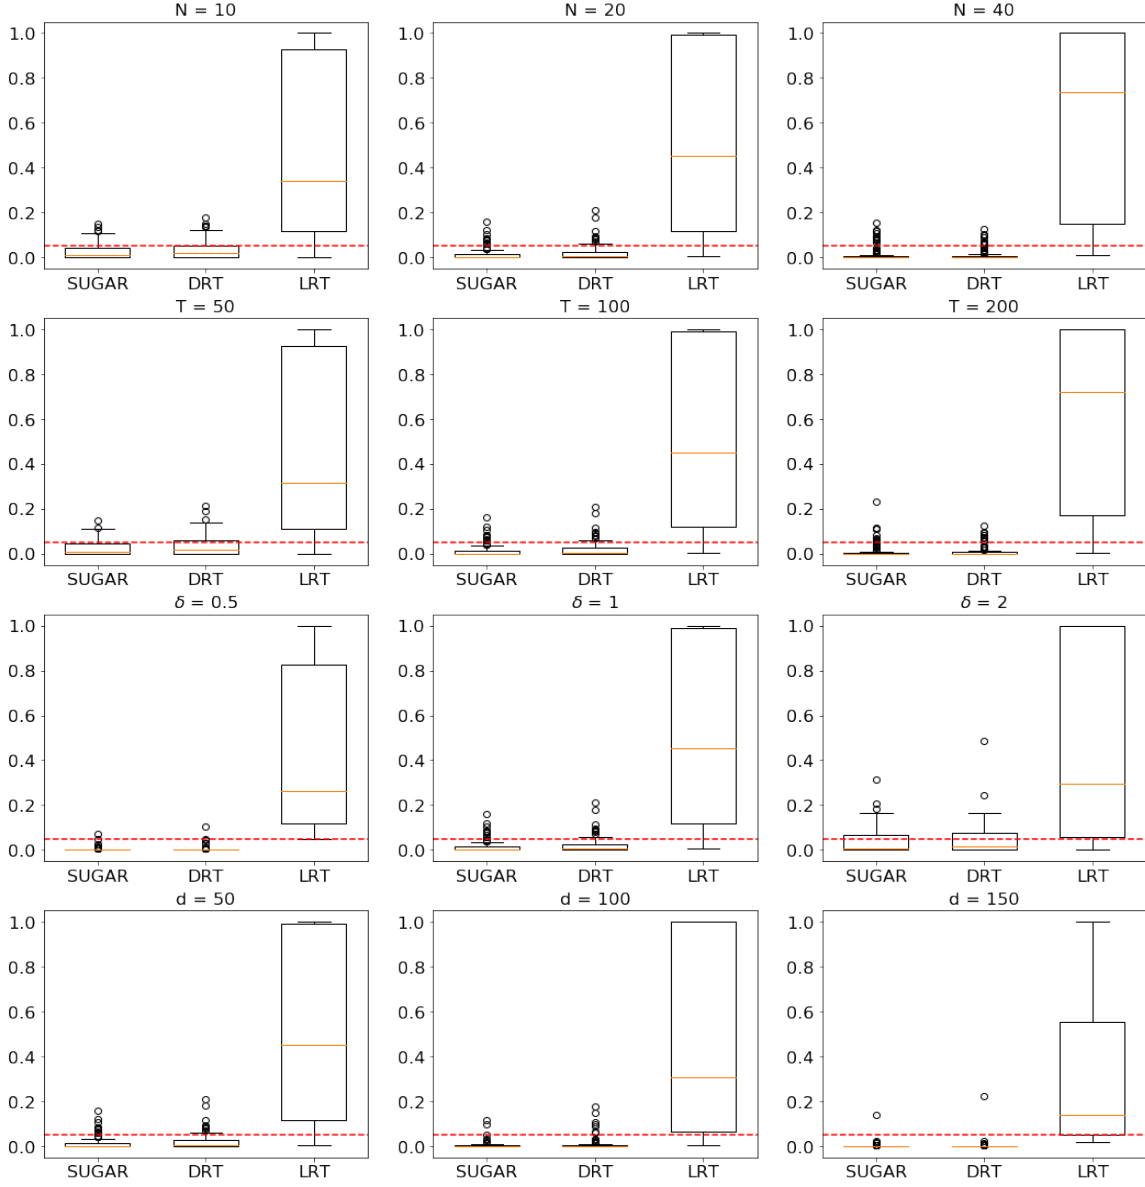 N = 10 N = 20 N = 40
1.0 1.0 1.0
0.8 0.8 0.8
0.6 0.6 0.6
0.4 0.4 0.4
0.2 0.2 0.2
0.0 0.0 0.0
SUGAR DRT LRT SUGAR DRT LRT SUGAR DRT LRT
T = 50 T = 100 T = 200
1.0 1.0 1.0
0.8 0.8 0.8
0.6 0.6 0.6
0.4 0.4 0.4
0.2 0.2 0.2
0.0 0.0 0.0
SUGAR DRT LRT SUGAR DRT LRT SUGAR DRT LRT
δ = 0.5 δ = 1 δ = 2
1.0 1.0 1.0
0.8 0.8 0.8
0.6 0.6 0.6
0.4 0.4 0.4
0.2 0.2 0.2
0.0 0.0 0.0
SUGAR DRT LRT SUGAR DRT LRT SUGAR DRT LRT
d = 50 d = 100 d = 150
1.0 1.0 1.0
0.8 0.8 0.8
0.6 0.6 0.6
0.4 0.4 0.4
0.2 0.2 0.2
0.0 0.0 0.0
SUGAR DRT LRT SUGAR DRT LRT SUGAR DRT LRT